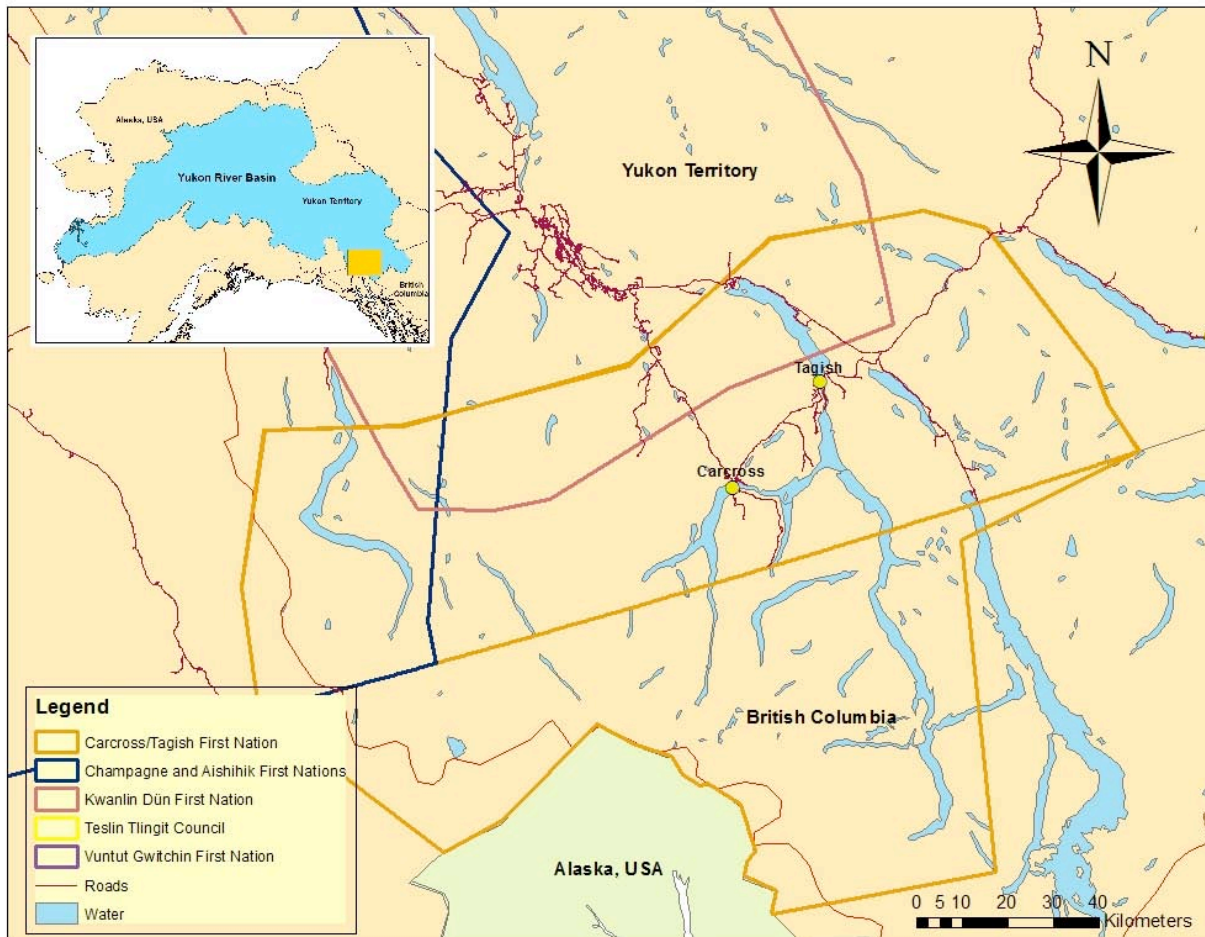 Alaska, USA
Yukon River Basin
Yukon Territory
British
Columbia
N
Yukon Territory
Tagish
Carcross
British Columbia
Alaska, USA
Legend
Carcross/Tagish First Nation
Champagne and Aishihik First Nations
Kwanlin Dün First Nation
Teslin Tlingit Council
Vuntut Gwitchin First Nation
Roads
Water
0 5 10 20 30 40
Kilometers